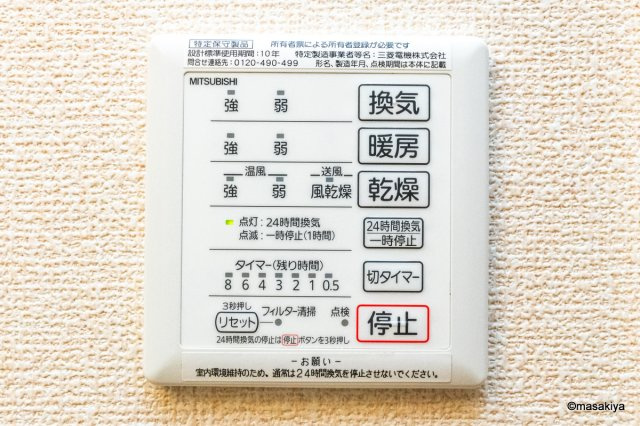 特定保守製品 所有者票による所有者登録が必要です
設計標準使用期間:10年 特定製造事業者等名:三菱電機株式会社
問合せ連絡先:0120-490-499 形名、製造年月、点検期間は本体に記載
MITSUBISHI
強 弱 換気
強 弱 暖房
温風 送風
強 弱 風乾燥 乾燥
点灯:24時間換気
点滅:一時停止(1時間)
24時間換気
一時停止
タイマー(残り時間)
8 6 4 3 2 1 0.5
切タイマー
3秒押し
リセット フィルター清掃 点検
停止
24時間換気の停止は停止ボタンを3秒押し
-お願い-
室内環境維持のため、通常は24時間換気を停止させないでください。
©masakiya